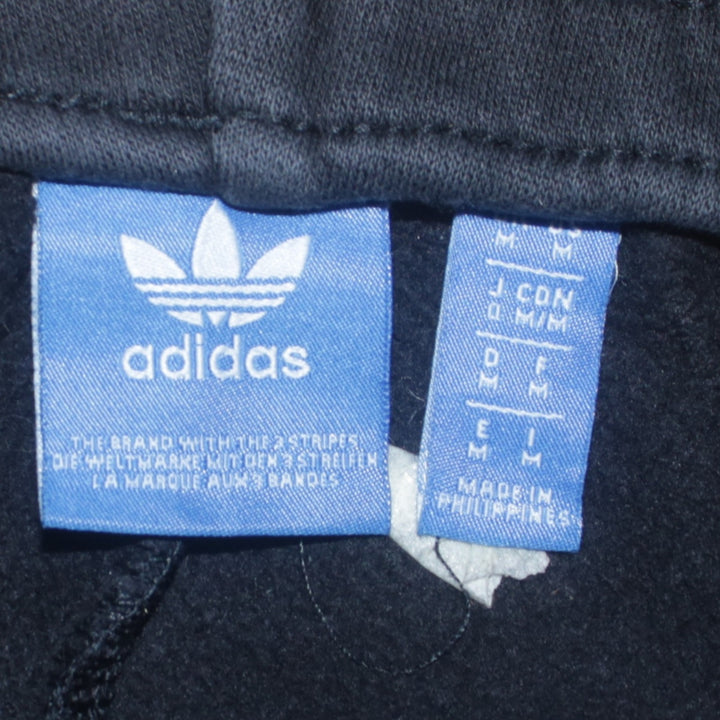 adidas
THE BRAND WITH THE 3 STRIPES
DIE WELTMARKE MIT DEN 3 STREIFEN
LA MARQUE AUX 3 BANDES
M M
J CDN
O M/M
D F
M M
E I
M M
MADE IN
PHILIPPINES